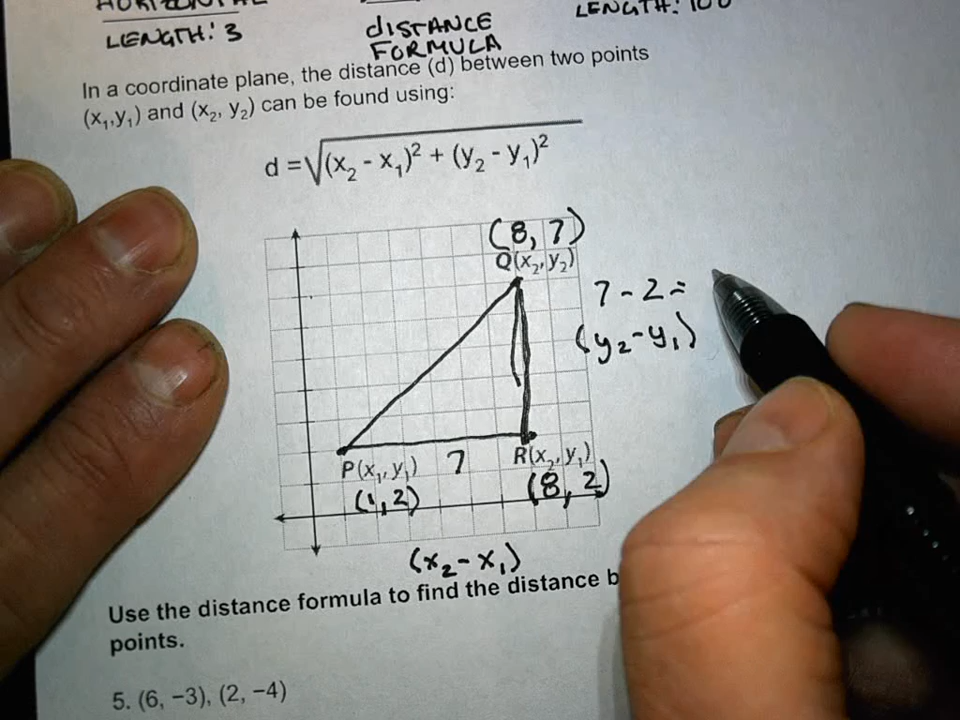 HORIZONTAL
LENGTH: 3
DISTANCE
FORMULA
LENGTH: 100
In a coordinate plane, the distance (d) between two points
(x₁,y₁) and (x₂, y₂) can be found using:
d = √(x₂ - x₁)² + (y₂ - y₁)²
(8, 7)
Q(x₂, y₂)
7 - 2 =
(y₂ - y₁)
P(x₁, y₁)
7
R(x₂, y₁)
(1, 2)
(8, 2)
(x₂ - x₁)
Use the distance formula to find the distance
points.
5. (6, −3), (2, −4)